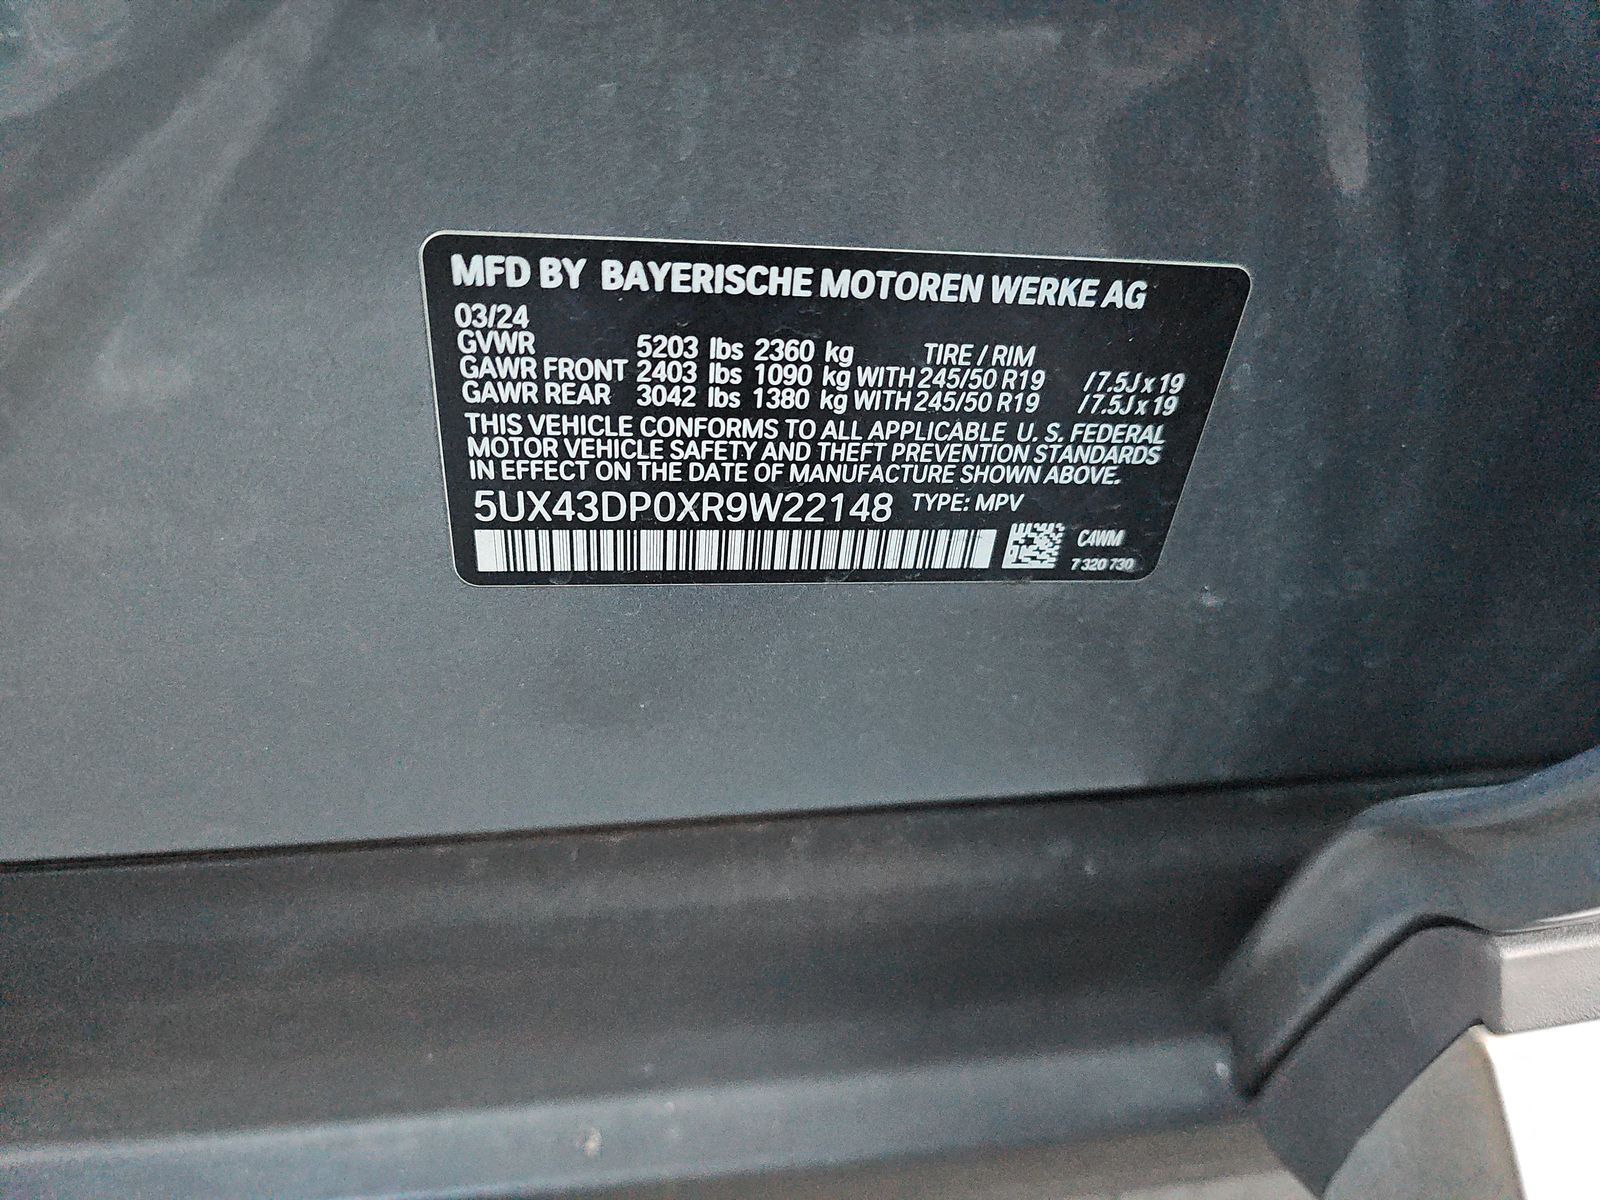 MFD BY BAYERISCHE MOTOREN WERKE AG
03/24
GVWR 5203 lbs 2360 kg TIRE / RIM
GAWR FRONT 2403 lbs 1090 kg WITH 245/50 R19 / 7.5J x 19
GAWR REAR 3042 lbs 1380 kg WITH 245/50 R19 / 7.5J x 19
THIS VEHICLE CONFORMS TO ALL APPLICABLE U. S. FEDERAL
MOTOR VEHICLE SAFETY AND THEFT PREVENTION STANDARDS
IN EFFECT ON THE DATE OF MANUFACTURE SHOWN ABOVE.
5UX43DP0XR9W22148 TYPE: MPV
C4WM
7 320 730